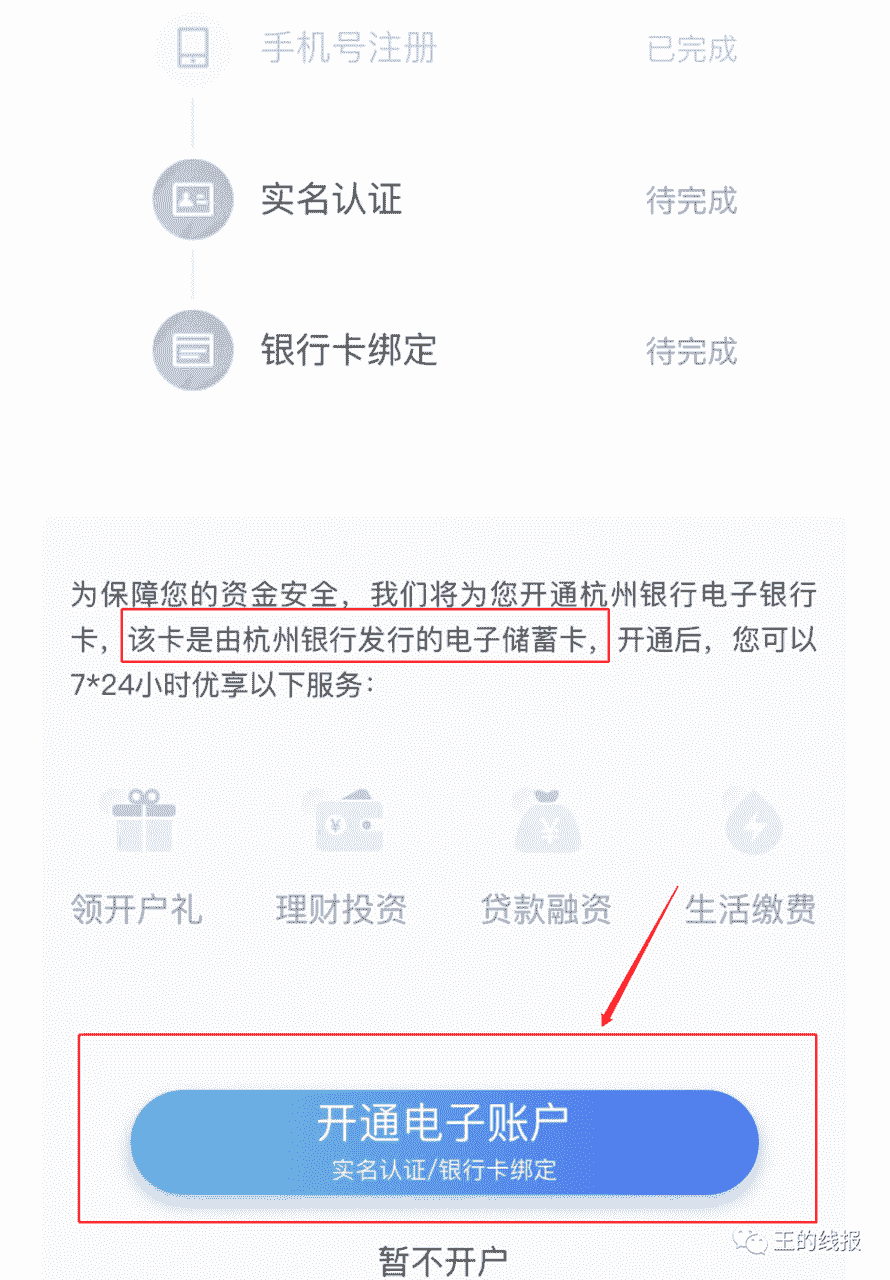 手机号注册 已完成
实名认证 待完成
银行卡绑定 待完成
为保障您的资金安全，我们将为您开通杭州银行电子银行
卡，该卡是由杭州银行发行的电子储蓄卡，开通后，您可以
7*24小时优享以下服务：
领开户礼 理财投资 贷款融资 生活缴费
开通电子账户
实名认证/银行卡绑定
王的线报
暂不开户